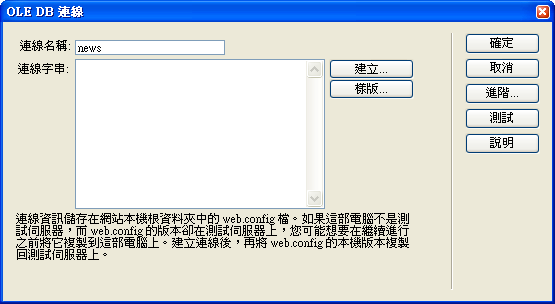 OLE DB 連線
連線名稱: news
確定
連線字串:
建立...
取消
樣版...
進階...
測試
說明
連線資訊儲存在網站本機根資料夾中的 web.config 檔。如果這部電腦不是測
試伺服器，而 web.config 的版本卻在測試伺服器上，您可能想要在繼續進行
之前將它複製到這部電腦上。建立連線後，再將 web.config 的本機版本複製
回測試伺服器上。